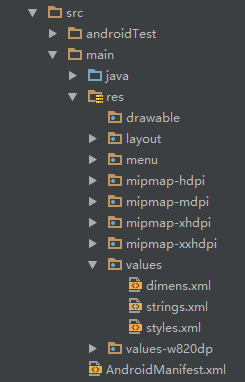 src
androidTest
main
java
res
drawable
layout
menu
mipmap-hdpi
mipmap-mdpi
mipmap-xhdpi
mipmap-xxhdpi
values
dimens.xml
strings.xml
styles.xml
values-w820dp
AndroidManifest.xml